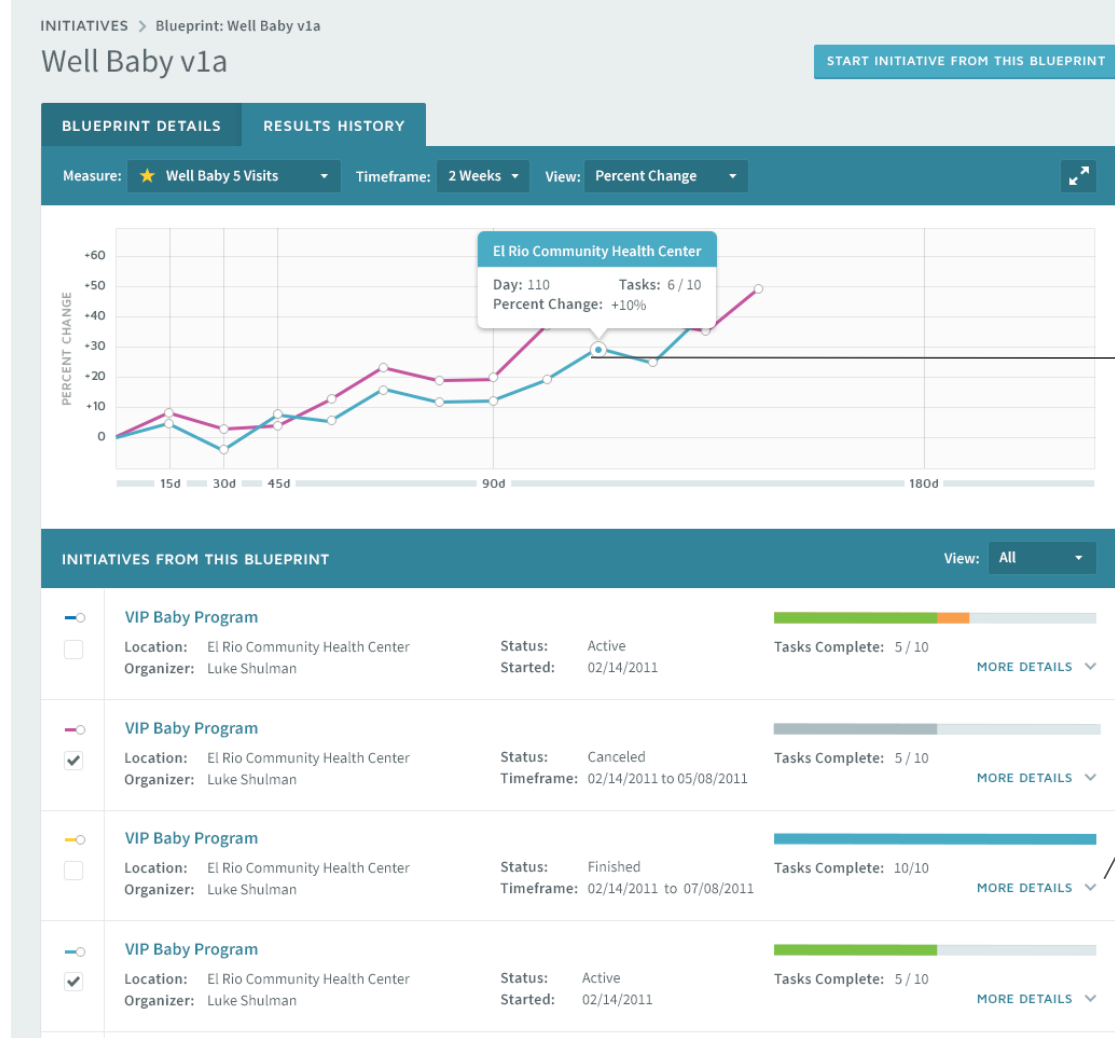 INITIATIVES > Blueprint: Well Baby v1a
Well Baby v1a
START INITIATIVE FROM THIS BLUEPRINT
BLUEPRINT DETAILS RESULTS HISTORY
Measure: Well Baby 5 Visits Timeframe: 2 Weeks View: Percent Change
PERCENT CHANGE
+60
+50
+40
+30
+20
+10
0
El Rio Community Health Center
Day: 110 Tasks: 6 / 10
Percent Change: +10%
15d 30d 45d 90d 180d
INITIATIVES FROM THIS BLUEPRINT View: All
VIP Baby Program
Location: El Rio Community Health Center Status: Active Tasks Complete: 5 / 10
Organizer: Luke Shulman Started: 02/14/2011 MORE DETAILS
VIP Baby Program
Location: El Rio Community Health Center Status: Canceled Tasks Complete: 5 / 10
Organizer: Luke Shulman Timeframe: 02/14/2011 to 05/08/2011 MORE DETAILS
VIP Baby Program
Location: El Rio Community Health Center Status: Finished Tasks Complete: 10/10
Organizer: Luke Shulman Timeframe: 02/14/2011 to 07/08/2011 MORE DETAILS
VIP Baby Program
Location: El Rio Community Health Center Status: Active Tasks Complete: 5 / 10
Organizer: Luke Shulman Started: 02/14/2011 MORE DETAILS